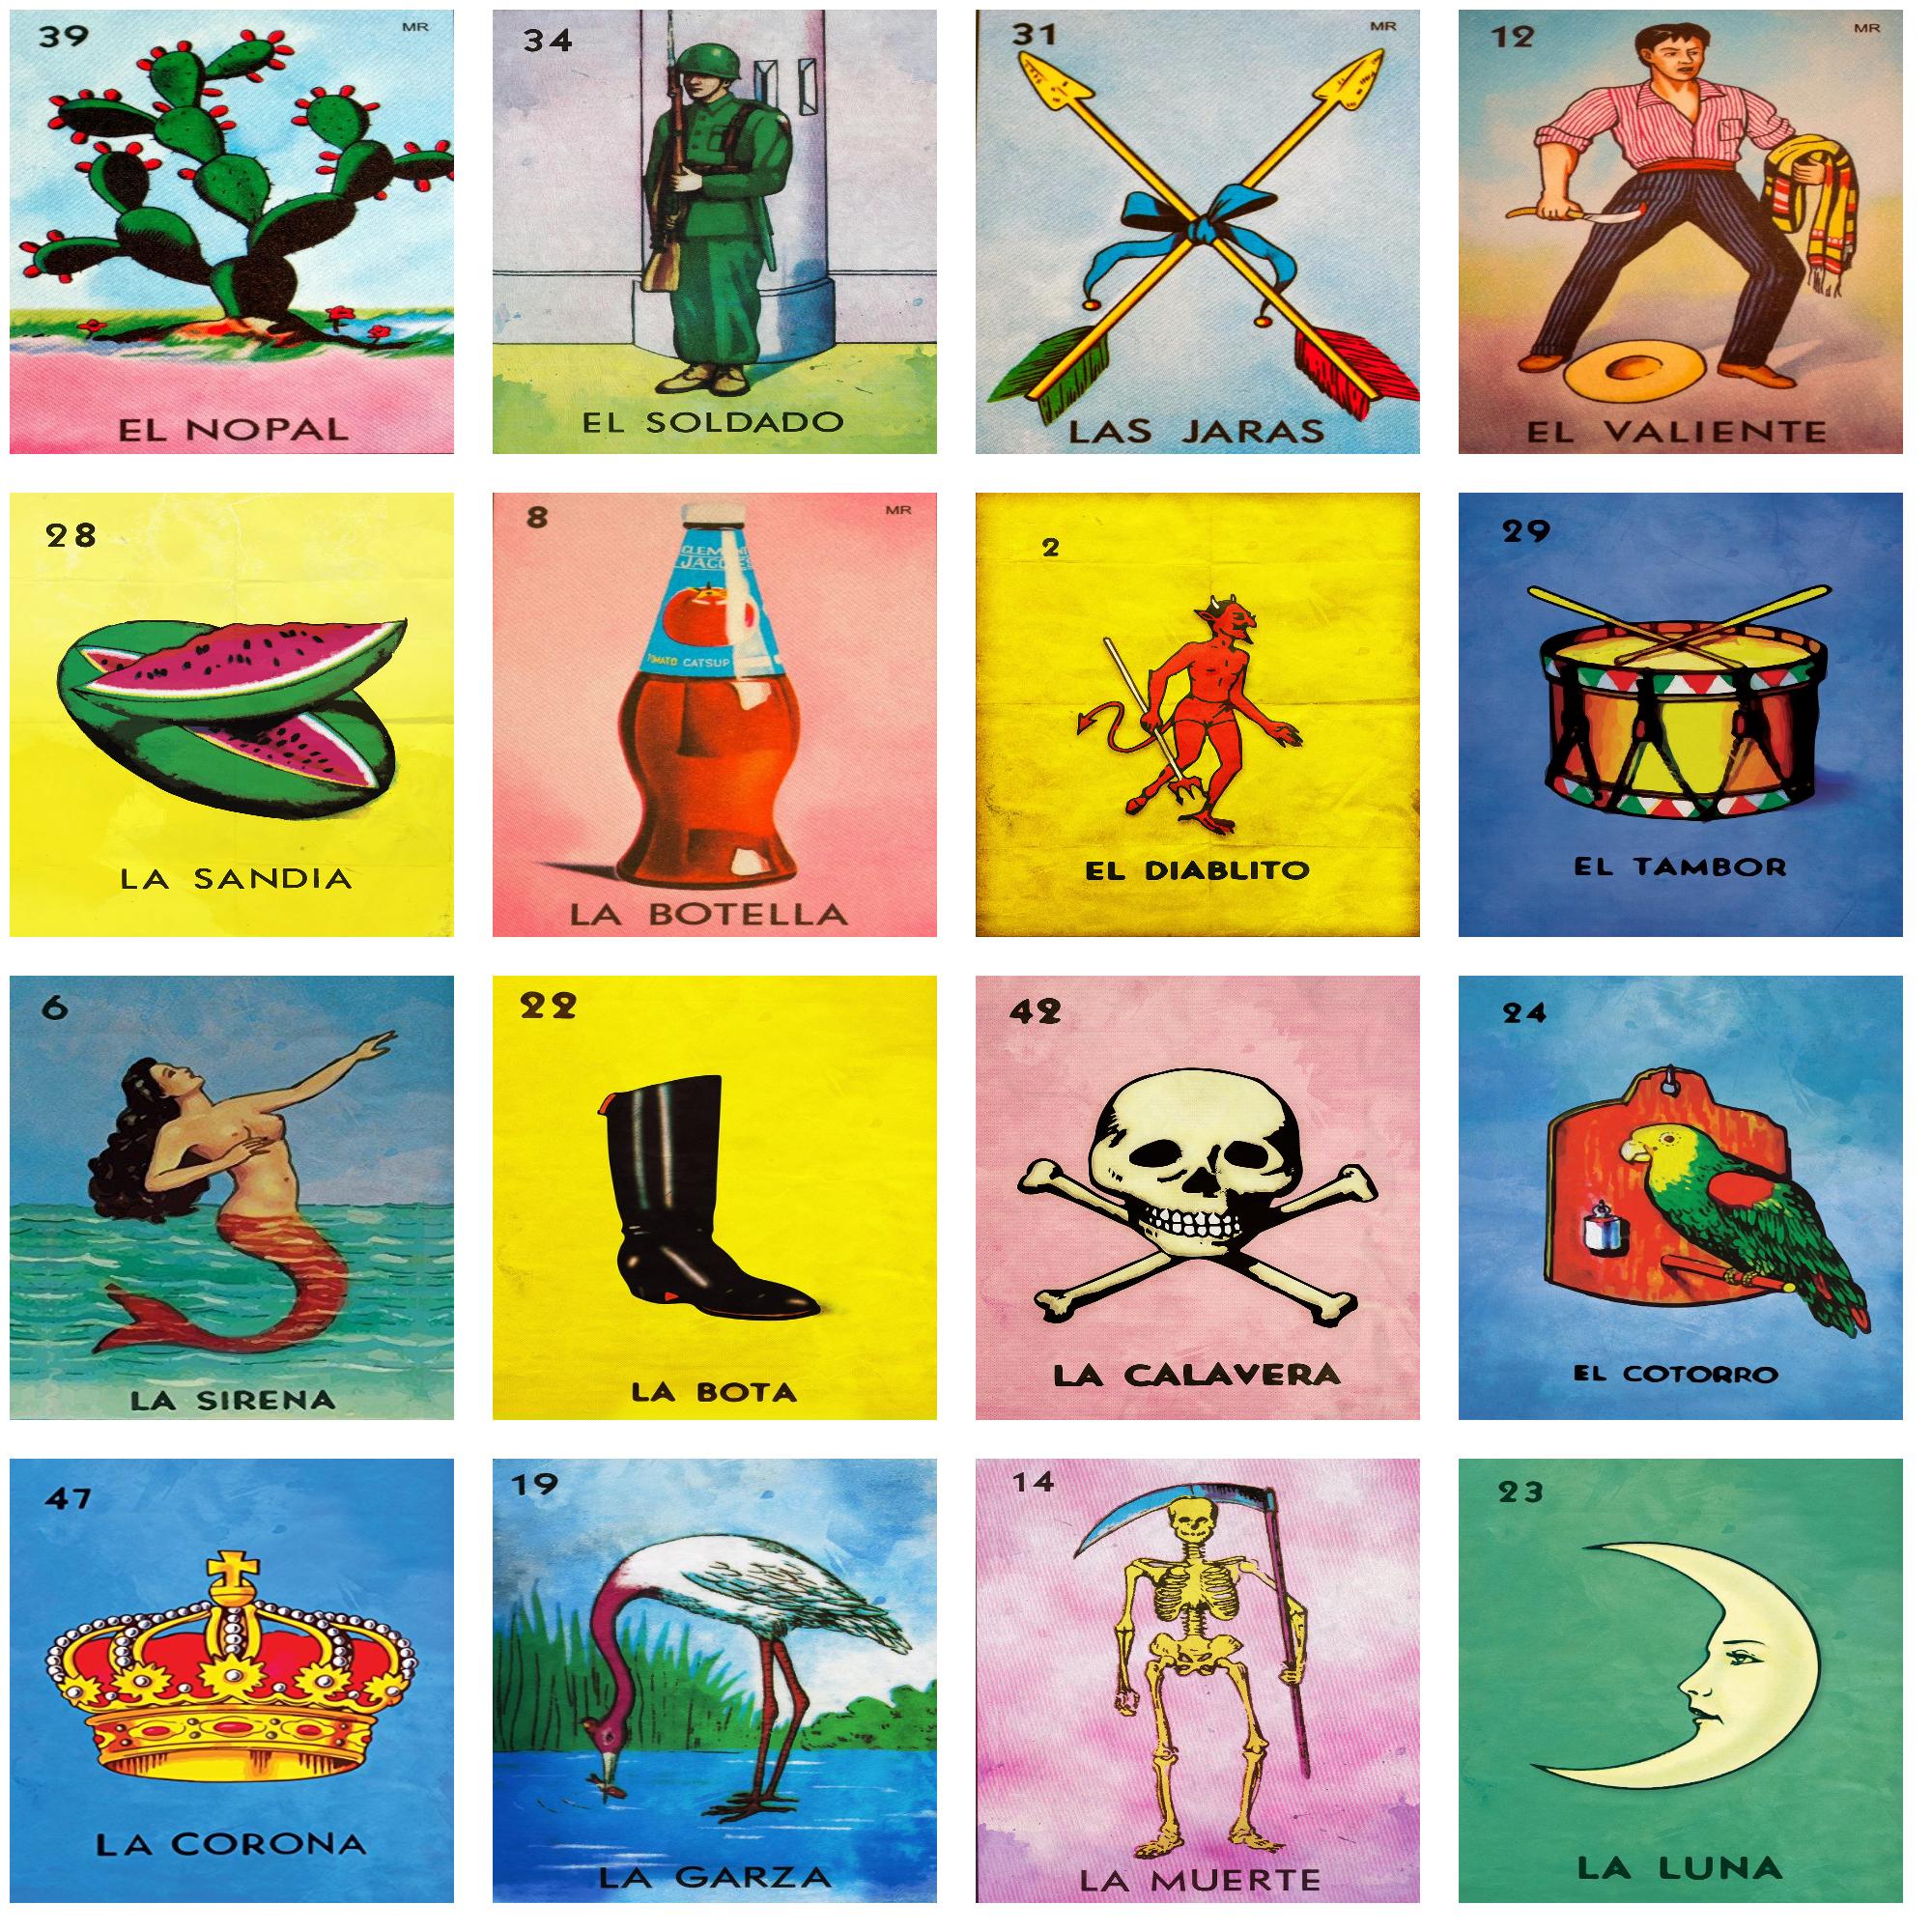 39 MR
EL NOPAL
34
EL SOLDADO
31 MR
LAS JARAS
12 MR
EL VALIENTE
28
LA SANDIA
8 MR
TOMATO CATSUP
LA BOTELLA
2
EL DIABLITO
29
EL TAMBOR
6
LA SIRENA
22
LA BOTA
42
LA CALAVERA
24
EL COTORRO
47
LA CORONA
19
LA GARZA
14
LA MUERTE
23
LA LUNA